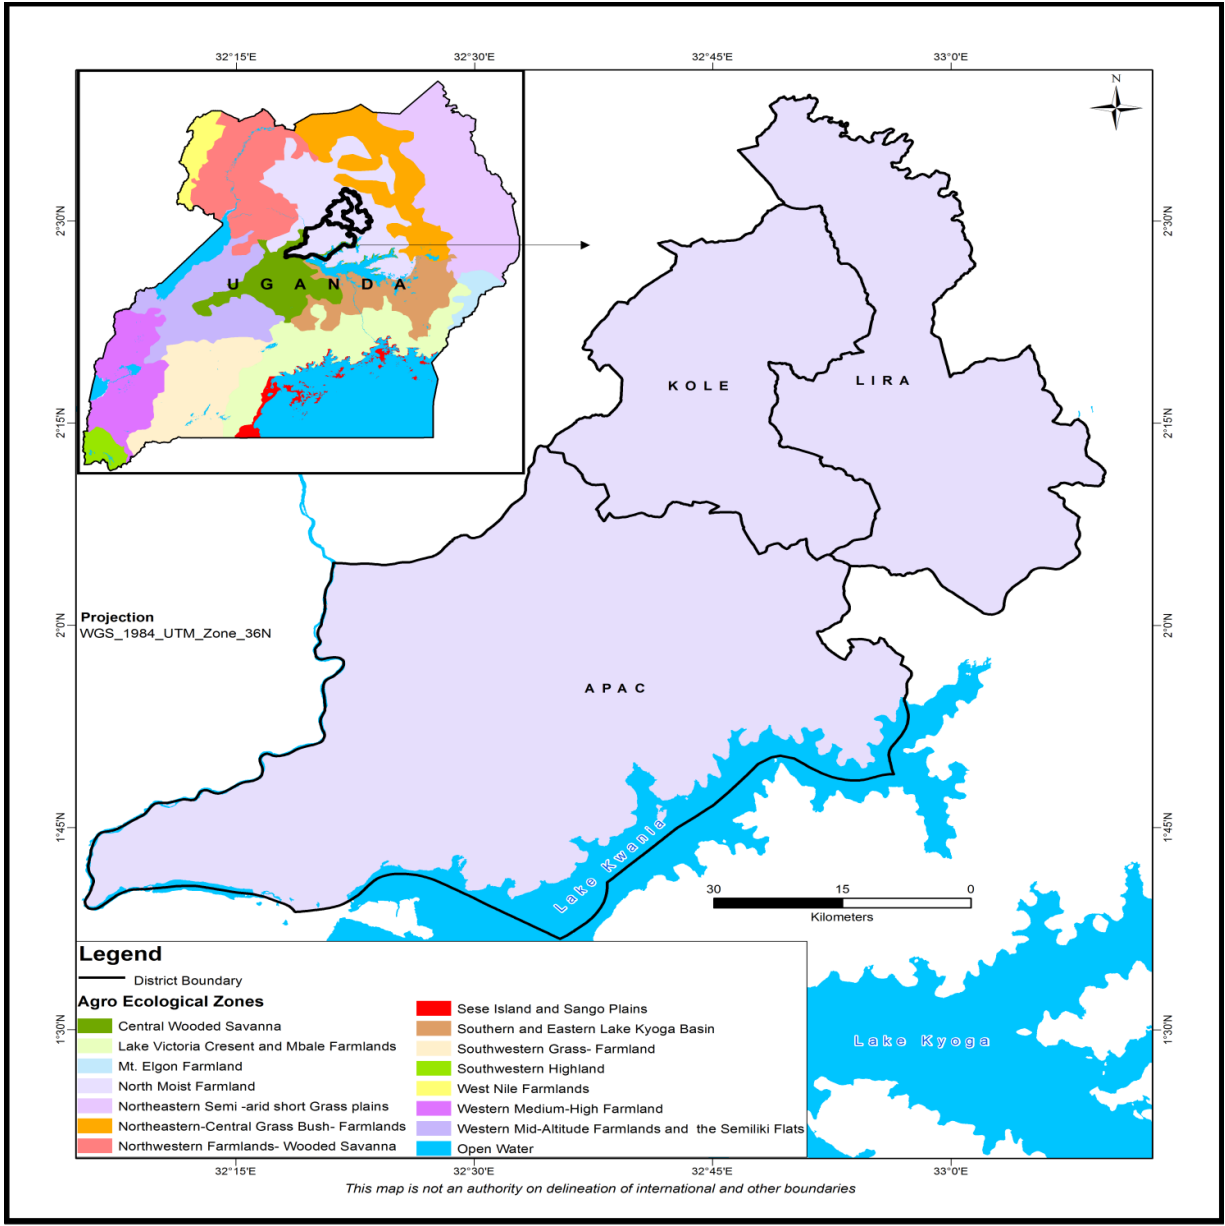 32°15'E 32°30'E 32°45'E 33°0'E
N
2°30'N 2°30'N
U G A N D A
KOLE
LIRA
2°15'N 2°15'N
2°0'N 2°0'N
Projection
WGS_1984_UTM_Zone_36N
APAC
1°45'N 1°45'N
Lake Kwania
30 15 0
Kilometers
Legend
District Boundary
Agro Ecological Zones
Central Wooded Savanna
Lake Victoria Cresent and Mbale Farmlands
Mt. Elgon Farmland
North Moist Farmland
Northeastern Semi -arid short Grass plains
Northeastern-Central Grass Bush- Farmlands
Northwestern Farmlands- Wooded Savanna
Sese Island and Sango Plains
Southern and Eastern Lake Kyoga Basin
Southwestern Grass- Farmland
Southwestern Highland
West Nile Farmlands
Western Medium-High Farmland
Western Mid-Altitude Farmlands and the Semiliki Flats
Open Water
1°30'N 1°30'N
Lake Kyoga
32°15'E 32°30'E 32°45'E 33°0'E
This map is not an authority on delineation of international and other boundaries